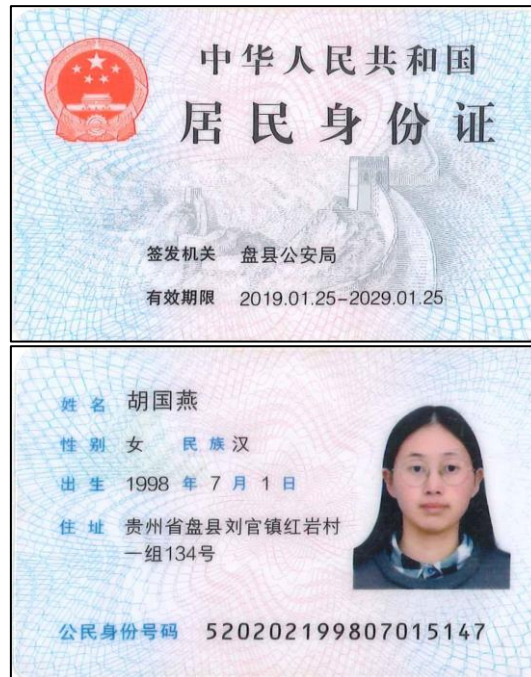 中华人民共和国
居民身份证
签发机关 盘县公安局
有效期限 2019.01.25-2029.01.25
姓名 胡国燕
性别 女 民族 汉
出生 1998 年 7 月 1 日
住址 贵州省盘县刘官镇红岩村
一组134号
公民身份号码 520202199807015147